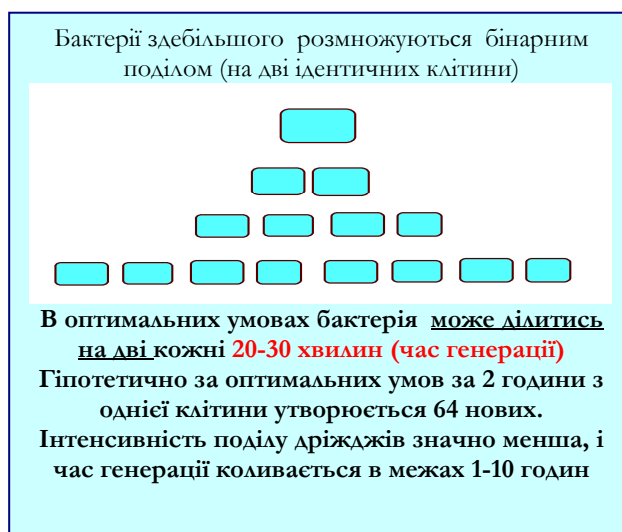 Бактерії здебільшого розмножуються бінарним
поділом (на дві ідентичних клітини)
В оптимальних умовах бактерія може ділитись
на дві кожні 20-30 хвилин (час генерації)
Гіпотетично за оптимальних умов за 2 години з
однієї клітини утворюється 64 нових.
Інтенсивність поділу дріжджів значно менша, і
час генерації коливається в межах 1-10 годин